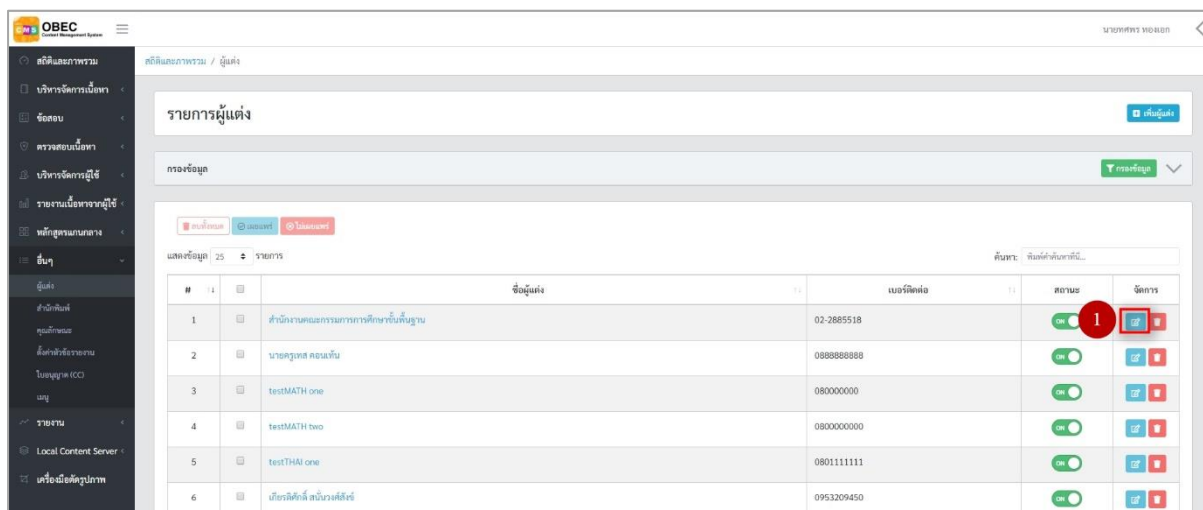 CMS OBEC
Content Management System
นายทศพร ทองเอก
สถิติและภาพรวม
สถิติและภาพรวม / ผู้แต่ง
บริหารจัดการเนื้อหา
ข้อสอบ
ตรวจสอบเนื้อหา
บริหารจัดการผู้ใช้
รายงานเนื้อหาจากผู้ใช้
หลักสูตรแกนกลาง
อื่นๆ
ผู้แต่ง
สำนักพิมพ์
คุณลักษณะ
ตั้งค่าหัวข้อรายงาน
ใบอนุญาต (CC)
เมนู
รายงาน
Local Content Server
เครื่องมือตัดรูปภาพ
รายการผู้แต่ง
เพิ่มผู้แต่ง
กรองข้อมูล
กรองข้อมูล
ลบทั้งหมด เผยแพร่ ไม่เผยแพร่
แสดงข้อมูล 25 รายการ
ค้นหา: พิมพ์คำค้นหาที่นี่...
# ชื่อผู้แต่ง เบอร์ติดต่อ สถานะ จัดการ
1 สำนักงานคณะกรรมการการศึกษาขั้นพื้นฐาน 02-2885518 ON 1
2 นายครูเทส คอนเท้น 0888888888 ON
3 testMATH one 080000000 ON
4 testMATH two 0800000000 ON
5 testTHAI one 0801111111 ON
6 เกียรติศักดิ์ สนั่นวงศ์สังข์ 0953209450 ON